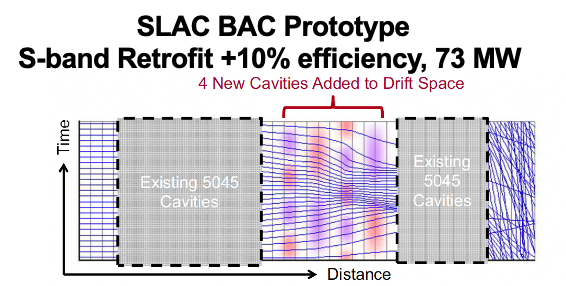 SLAC BAC Prototype
S-band Retrofit +10% efficiency, 73 MW
4 New Cavities Added to Drift Space
Time
Existing 5045
Cavities
Existing
5045
Cavities
Distance